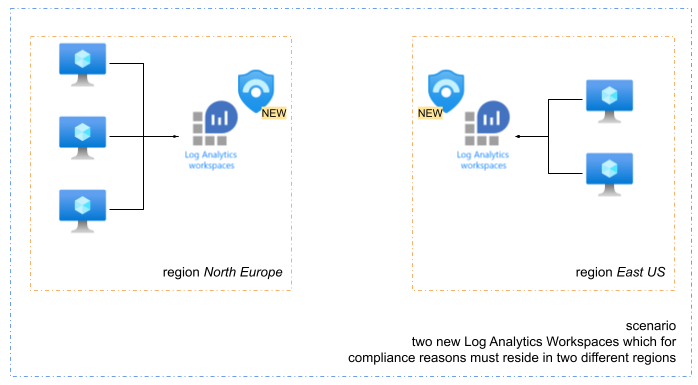 NEW
Log Analytics
workspaces
NEW
Log Analytics
workspaces
region North Europe
region East US
scenario
two new Log Analytics Workspaces which for
compliance reasons must reside in two different regions